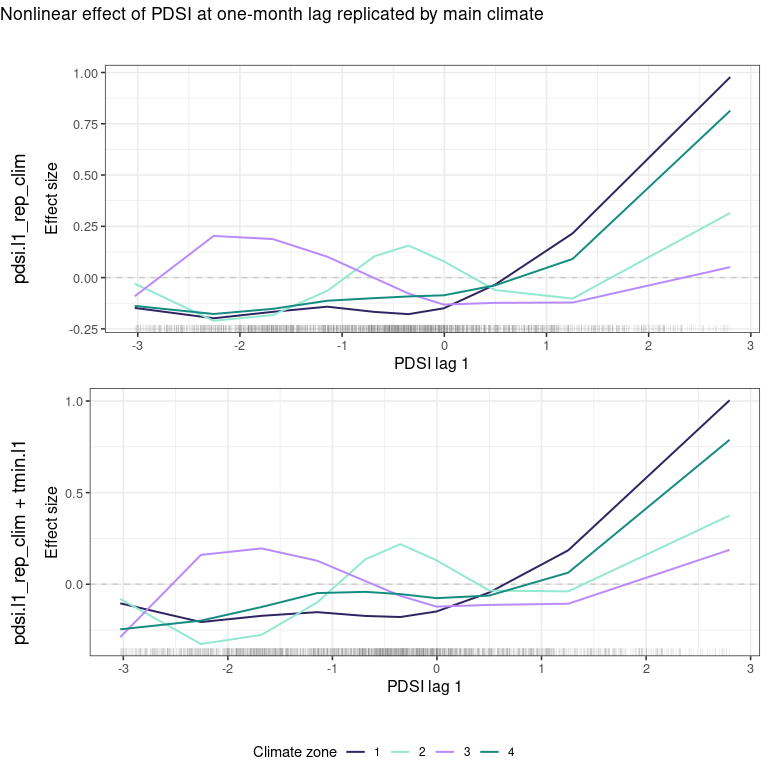 Nonlinear effect of PDSI at one-month lag replicated by main climate
pdsi.l1_rep_clim
Effect size
1.00
0.75
0.50
0.25
0.00
-0.25
-3 -2 -1 0 1 2 3
PDSI lag 1
pdsi.l1_rep_clim + tmin.l1
Effect size
1.0
0.5
0.0
-3 -2 -1 0 1 2 3
PDSI lag 1
Climate zone 1 2 3 4